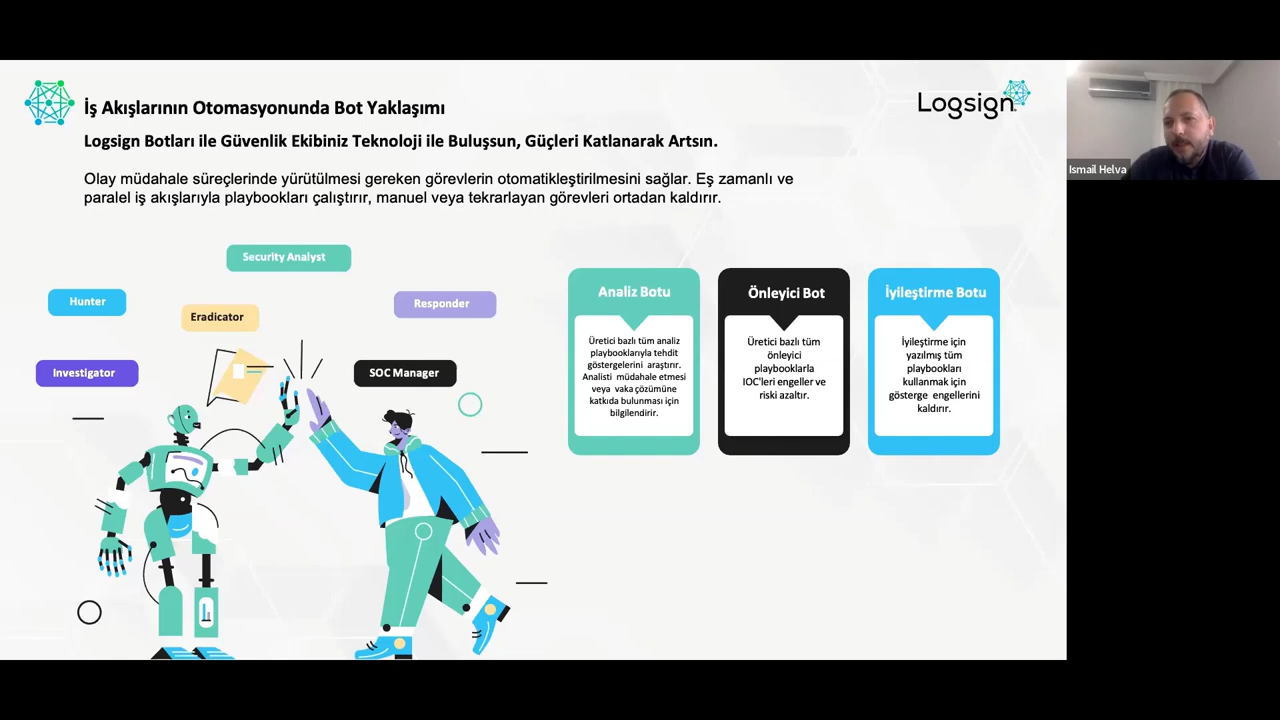 İş Akışlarının Otomasyonunda Bot Yaklaşımı
Logsign
Logsign Botları ile Güvenlik Ekibiniz Teknoloji ile Buluşsun, Güçleri Katlanarak Artsın.
Olay müdahale süreçlerinde yürütülmesi gereken görevlerin otomatikleştirilmesini sağlar. Eş zamanlı ve
paralel iş akışlarıyla playbookları çalıştırır, manuel veya tekrarlayan görevleri ortadan kaldırır.
Ismail Helva
Security Analyst
Hunter
Responder
Eradicator
Investigator
SOC Manager
Analiz Botu
Üretici bazlı tüm analiz
playbooklarıyla tehdit
göstergelerini araştırır.
Analisti müdahale etmesi
veya vaka çözümüne
katkıda bulunması için
bilgilendirir.
Önleyici Bot
Üretici bazlı tüm
önleyici
playbooklarla
IOC'leri engeller ve
riski azaltır.
İyileştirme Botu
İyileştirme için
yazılmış tüm
playbookları
kullanmak için
gösterge engellerini
kaldırır.